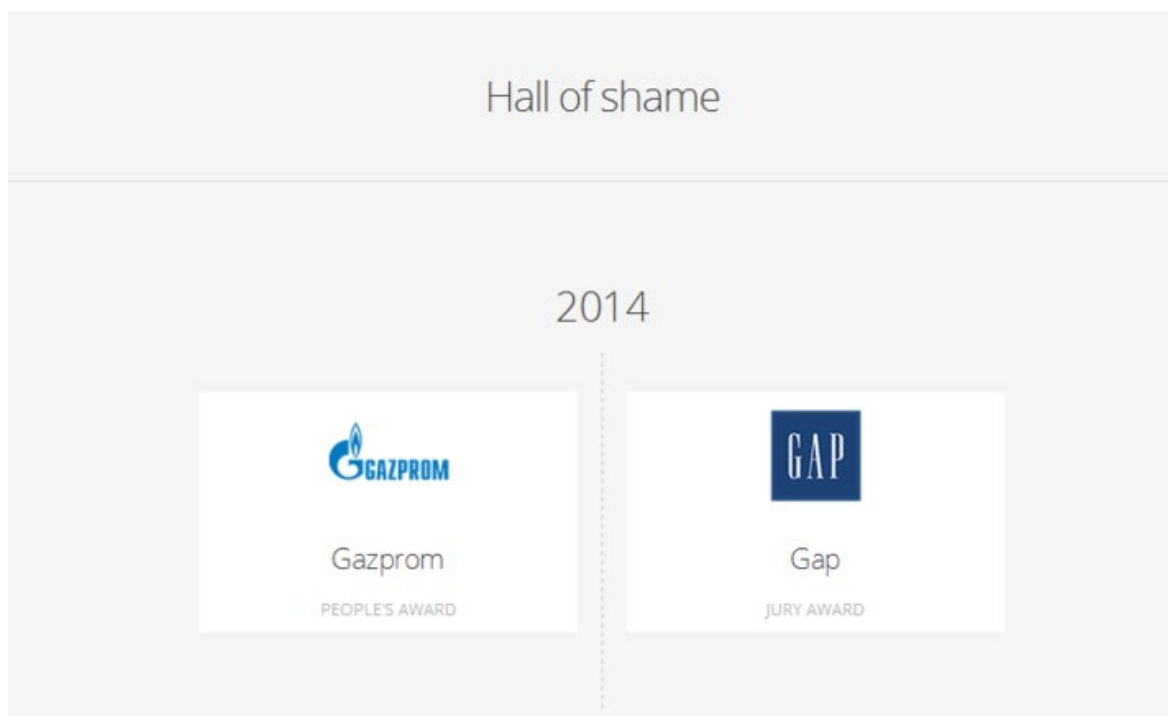 Hall of shame
2014
GAZPROM
Gazprom
PEOPLE'S AWARD
GAP
Gap
JURY AWARD